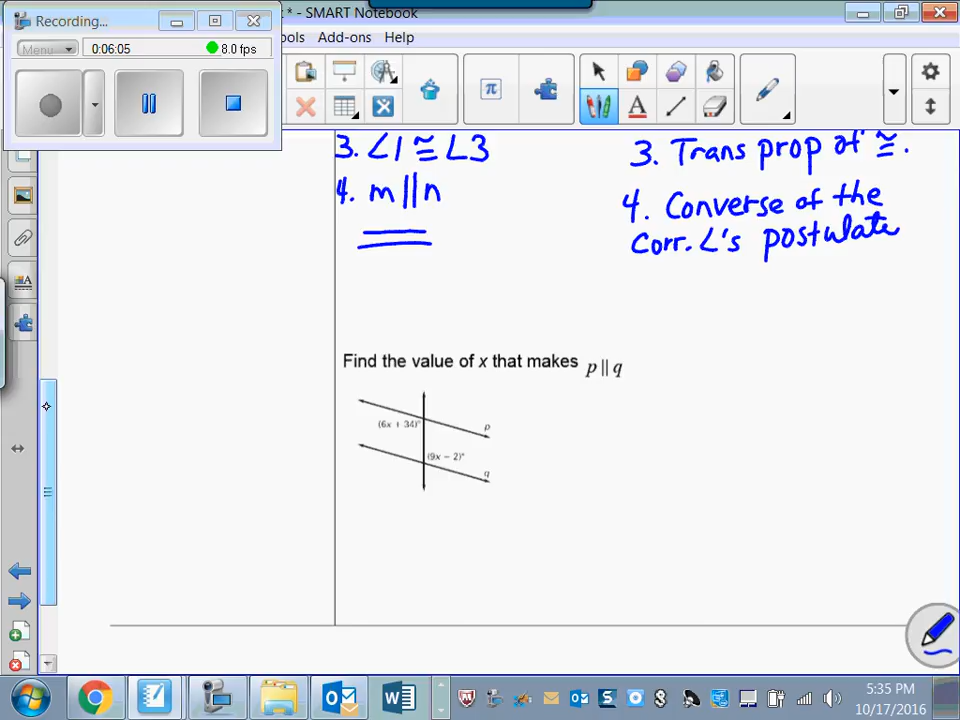 Recording...
* - SMART Notebook
Menu
0:06:05
8.0 fps
ols Add-ons Help
π
A
3. ∠1 ≅ ∠3
3. Trans prop of ≅.
4. m || n
4. Converse of the
corr. ∠'s postulate
Find the value of x that makes p || q
(6x + 34)°
p
(9x − 2)°
q
5:35 PM
10/17/2016